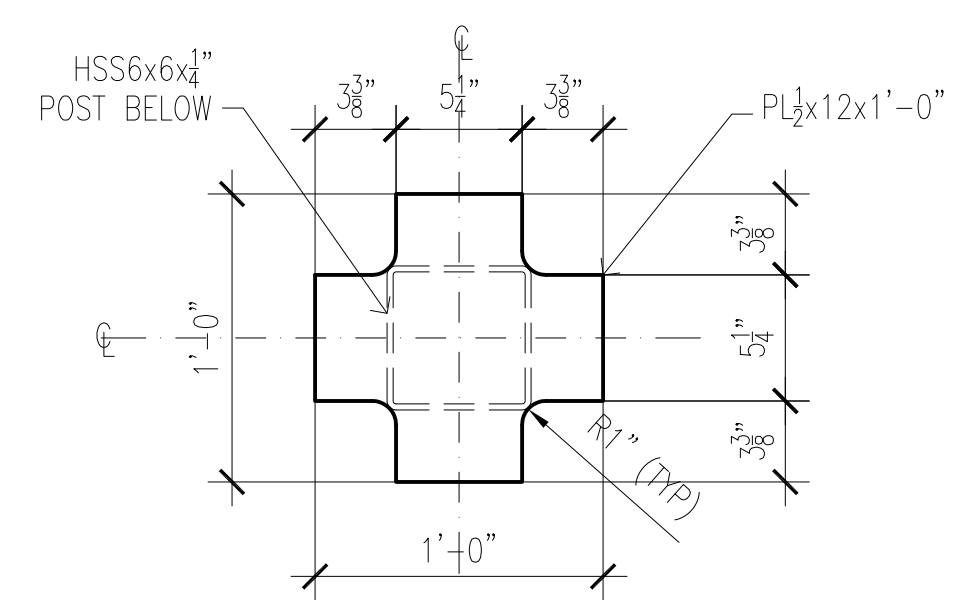 ℄
HSS6x6x1/4"
POST BELOW
3 3/8"
5 1/4"
3 3/8"
PL1/2x12x1'-0"
3 3/8"
℄
1'-0"
5 1/4"
3 3/8"
R1" (TYP)
1'-0"